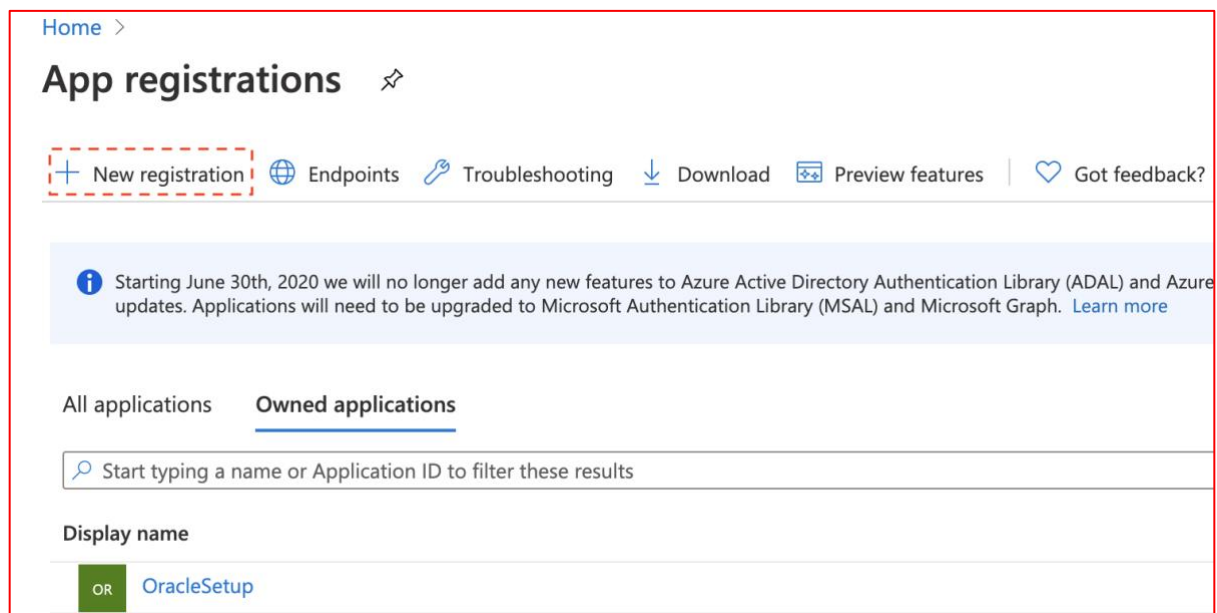 Home >
App registrations
New registration Endpoints Troubleshooting Download Preview features Got feedback?
Starting June 30th, 2020 we will no longer add any new features to Azure Active Directory Authentication Library (ADAL) and Azure
updates. Applications will need to be upgraded to Microsoft Authentication Library (MSAL) and Microsoft Graph. Learn more
All applications Owned applications
Start typing a name or Application ID to filter these results
Display name
OR OracleSetup